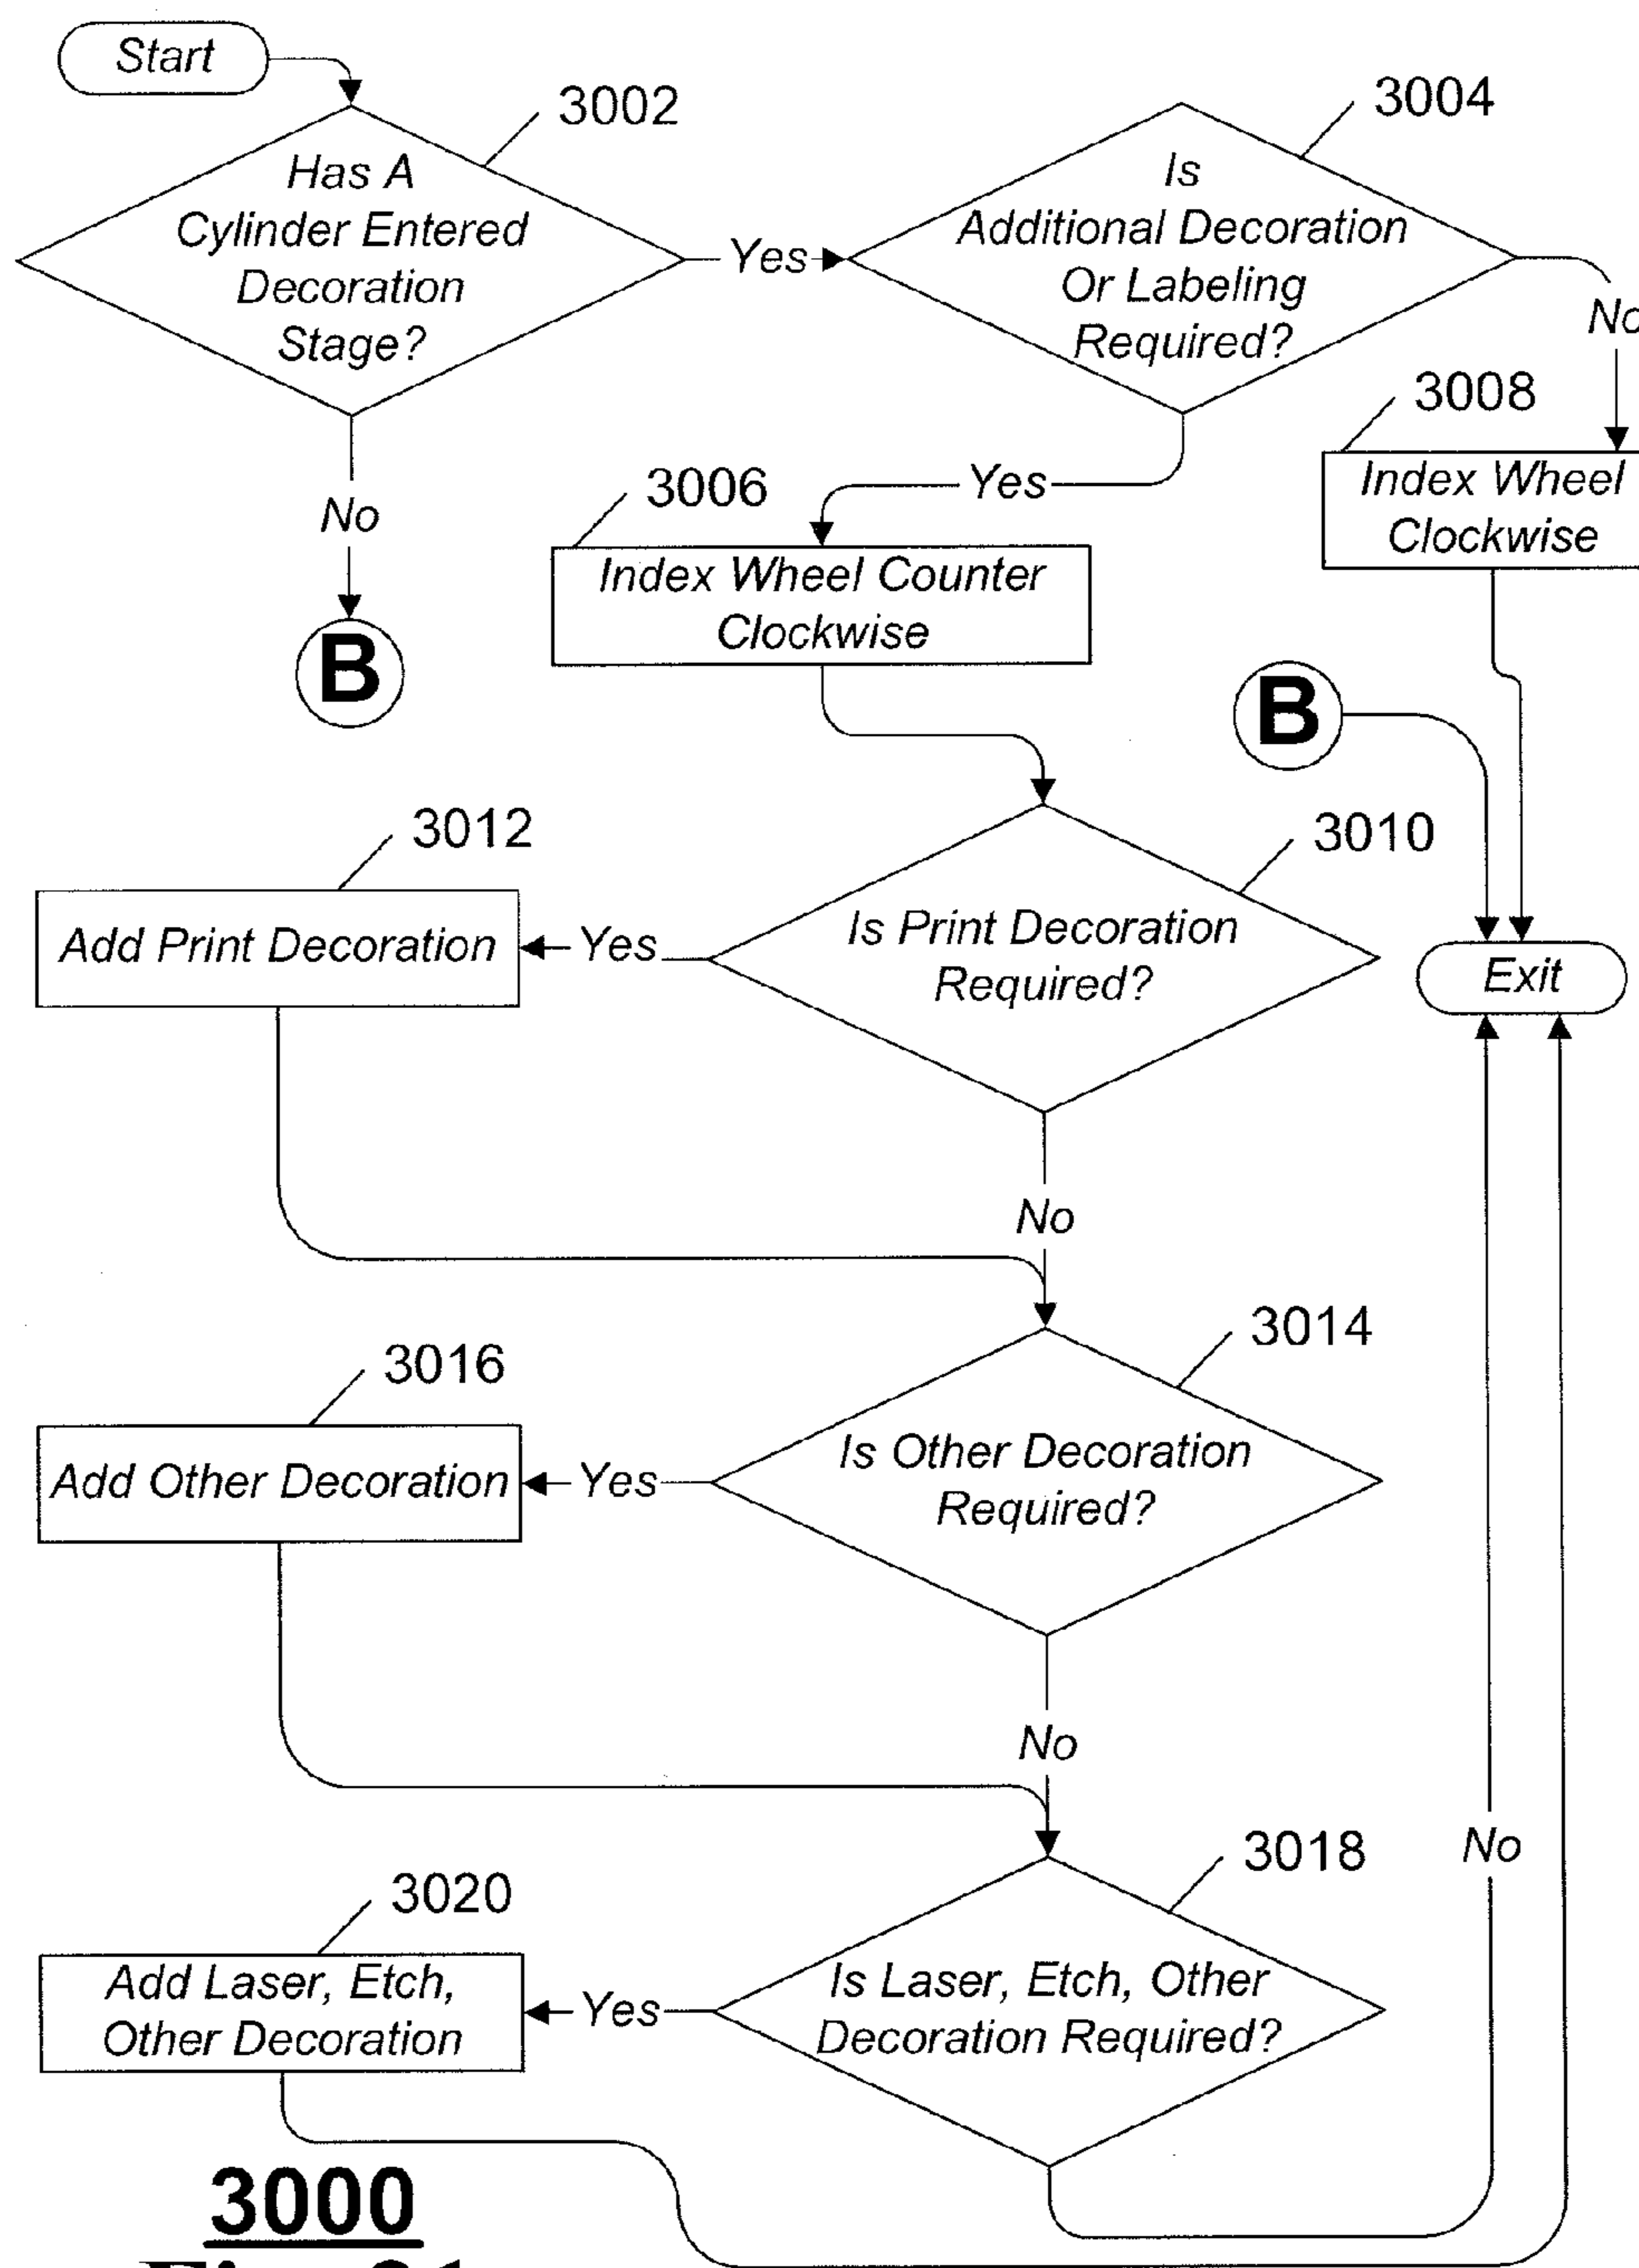 Start
3002
Has A
Cylinder Entered
Decoration
Stage?
Yes
3004
Is
Additional Decoration
Or Labeling
Required?
No
3008
Index Wheel
Clockwise
Yes
3006
Index Wheel Counter
Clockwise
No
B
B
3012
Add Print Decoration
Yes
3010
Is Print Decoration
Required?
Exit
No
3016
Add Other Decoration
Yes
3014
Is Other Decoration
Required?
No
3020
Add Laser, Etch,
Other Decoration
Yes
3018
Is Laser, Etch, Other
Decoration Required?
No
3000